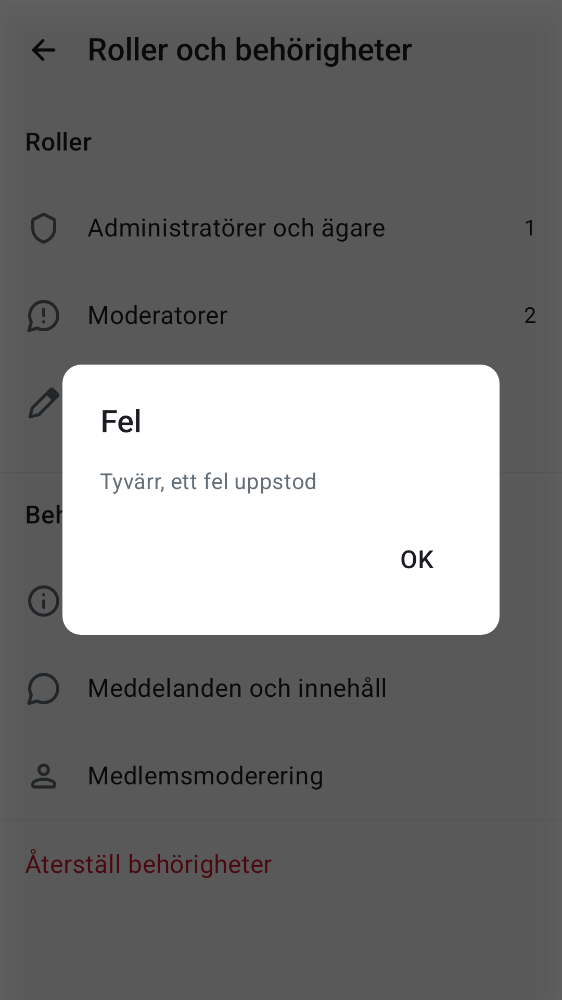 Roller och behörigheter
Roller
Administratörer och ägare 1
Moderatorer 2
Fel
Tyvärr, ett fel uppstod
OK
Meddelanden och innehåll
Medlemsmoderering
Återställ behörigheter